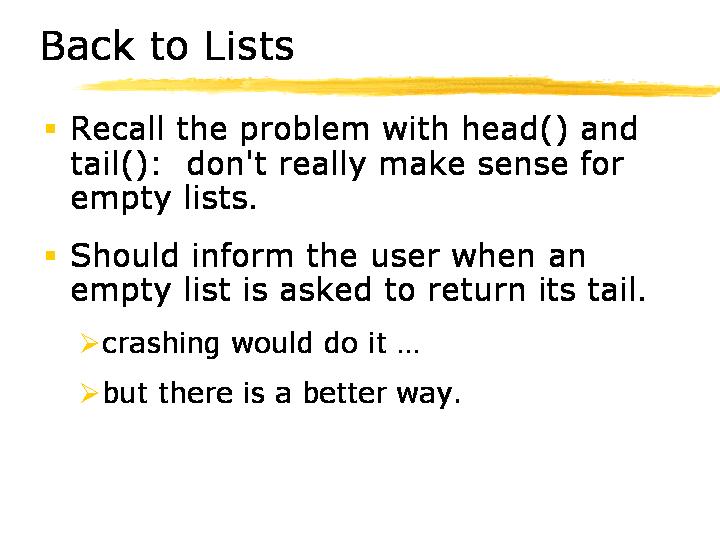 Back to Lists
▪ Recall the problem with head() and
tail():  don't really make sense for
empty lists.
▪ Should inform the user when an
empty list is asked to return its tail.
➢crashing would do it …
➢but there is a better way.